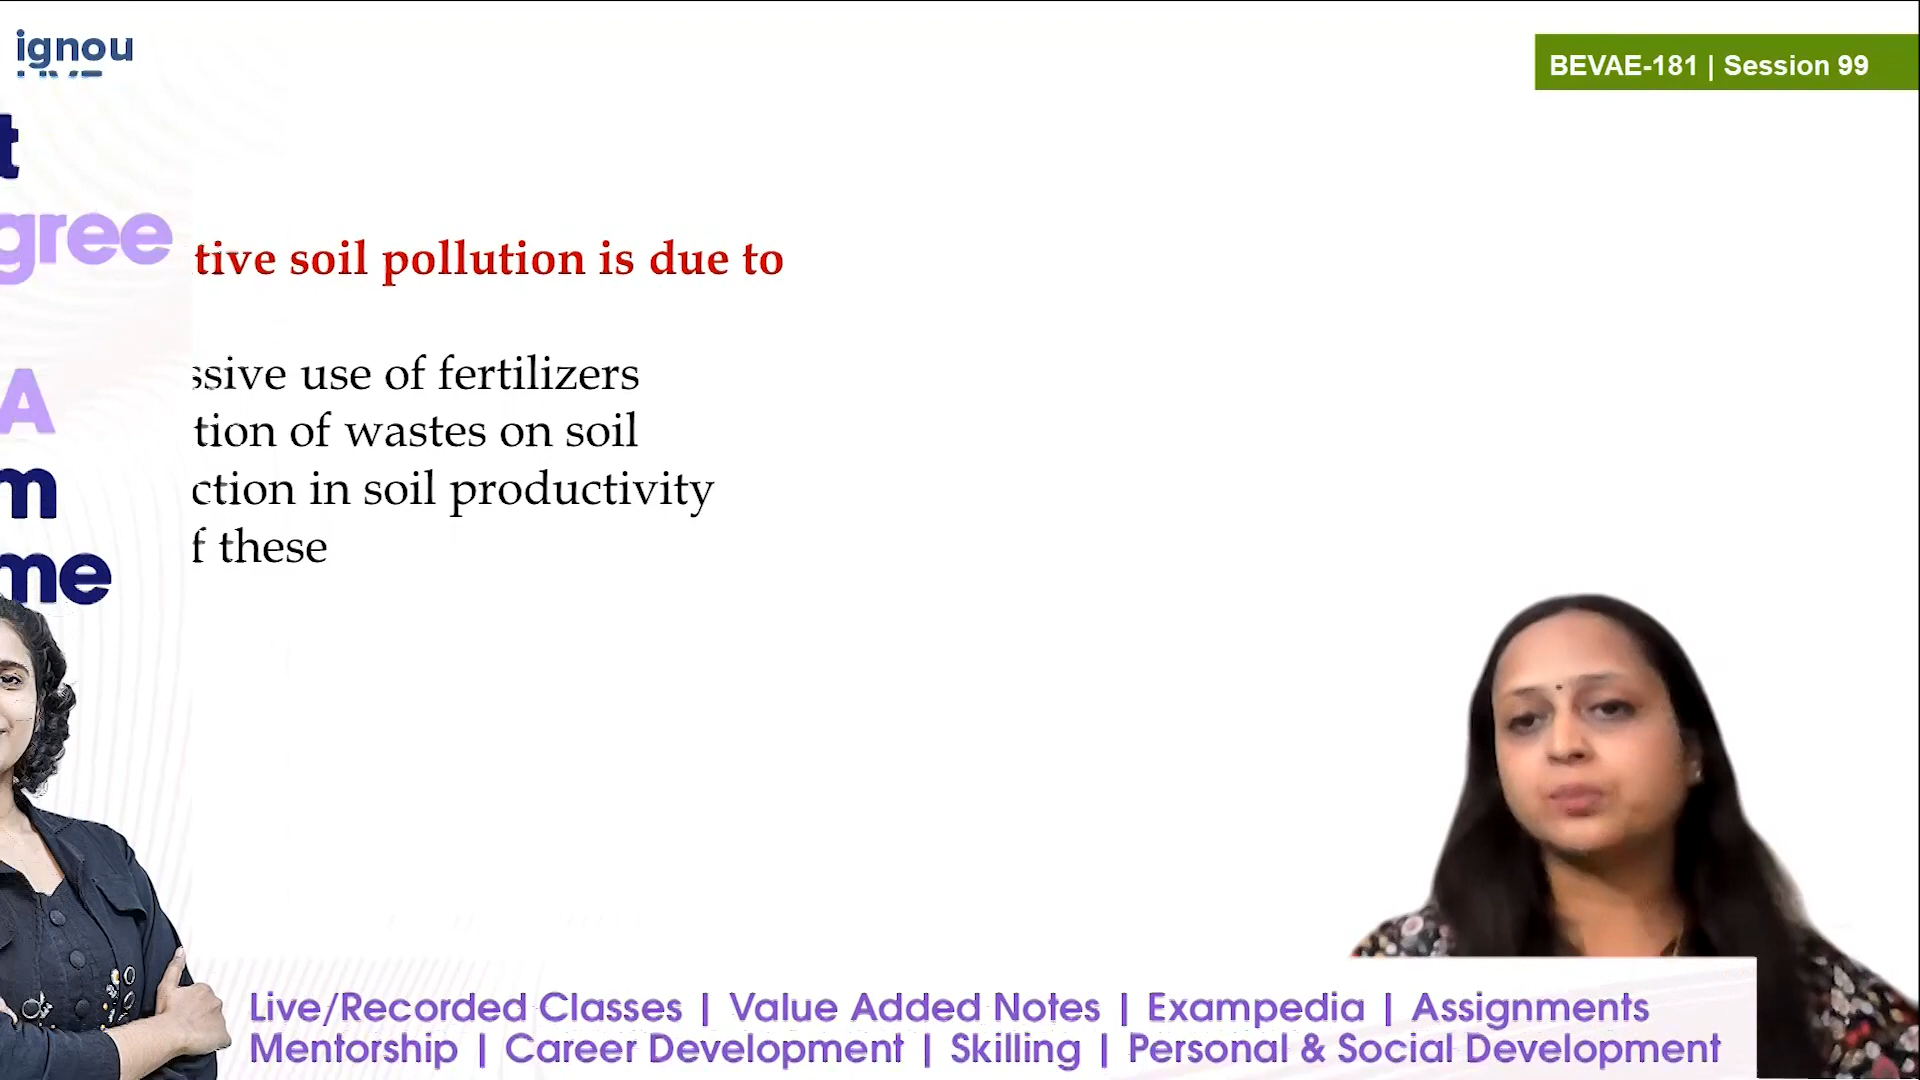 ignou
BEVAE-181 | Session 99
t
gree
tive soil pollution is due to
A
ssive use of fertilizers
tion of wastes on soil
m
ction in soil productivity
f these
me
Live/Recorded Classes | Value Added Notes | Exampedia | Assignments
Mentorship | Career Development | Skilling | Personal & Social Development